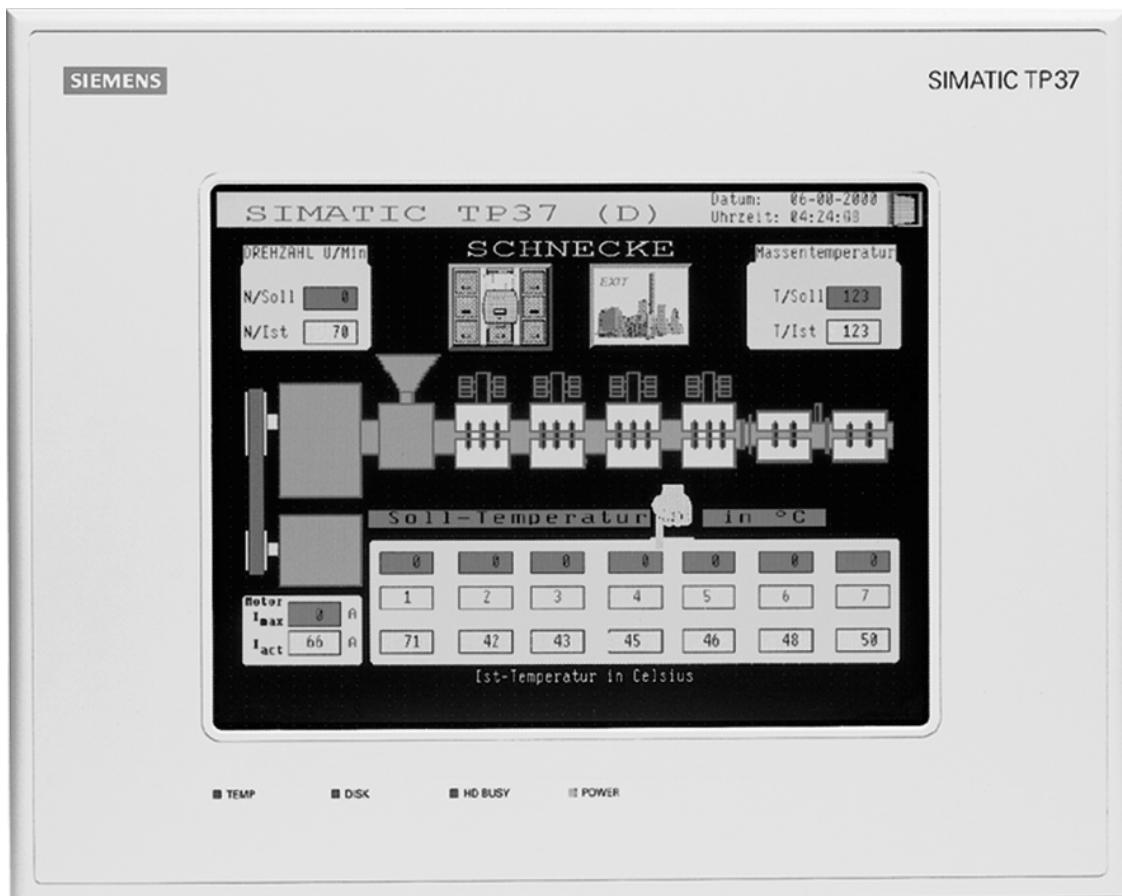 SIEMENS
SIMATIC TP37
SIMATIC TP37 (D)
Datum: 06-00-2000
Uhrzeit: 04:24:
SCHNECKE
DREHZAHL U/Min
N/Soll 0
N/Ist 70
EXIT
Massentemperatur
T/Soll 123
T/Ist 123
Soll-Temperatur in °C
0 0 0 0 0 0 0
1 2 3 4 5 6 7
71 42 43 45 46 48 50
Motor
Imax 0 A
Iact 66 A
Ist-Temperatur in Celsius
TEMP DISK HD BUSY POWER